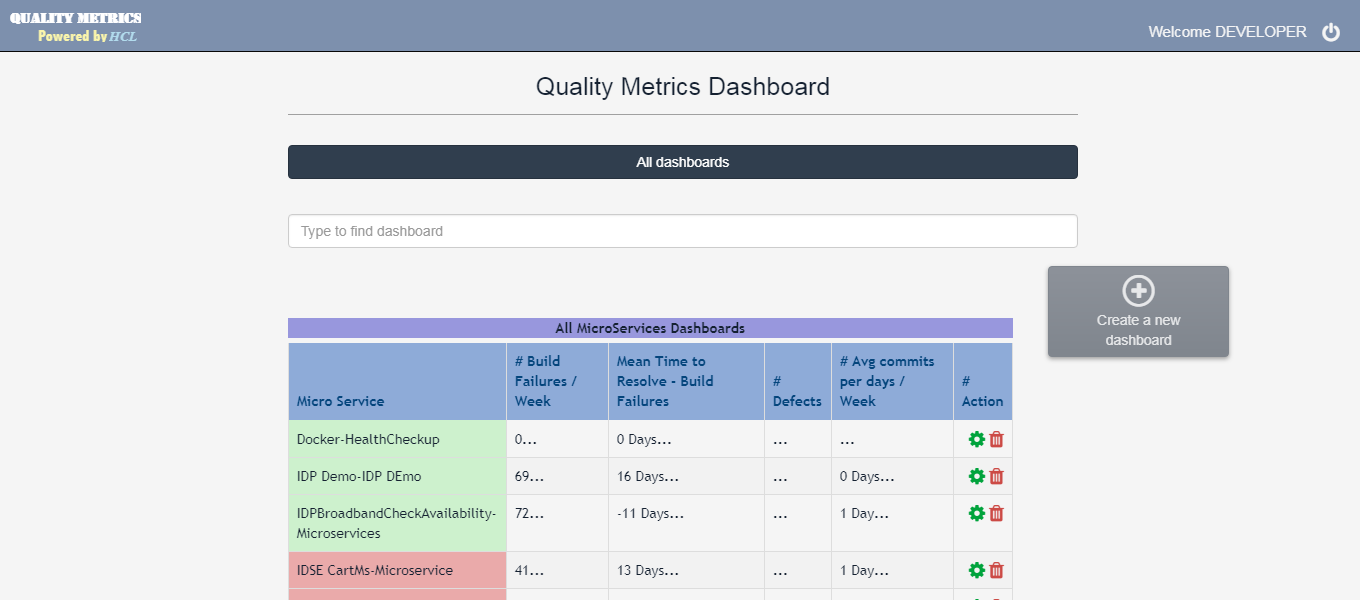 QUALITY METRICS
Powered by HCL
Welcome DEVELOPER
Quality Metrics Dashboard
All dashboards
Type to find dashboard
Create a new
dashboard
All MicroServices Dashboards
Micro Service
# Build
Failures /
Week
Mean Time to
Resolve - Build
Failures
#
Defects
# Avg commits
per days /
Week
#
Action
Docker-HealthCheckup 0... 0 Days... ... ...
IDP Demo-IDP DEmo 69... 16 Days... ... 0 Days...
IDPBroadbandCheckAvailability- 72... -11 Days... ... 1 Day...
Microservices
IDSE CartMs-Microservice 41... 13 Days... ... 1 Day...